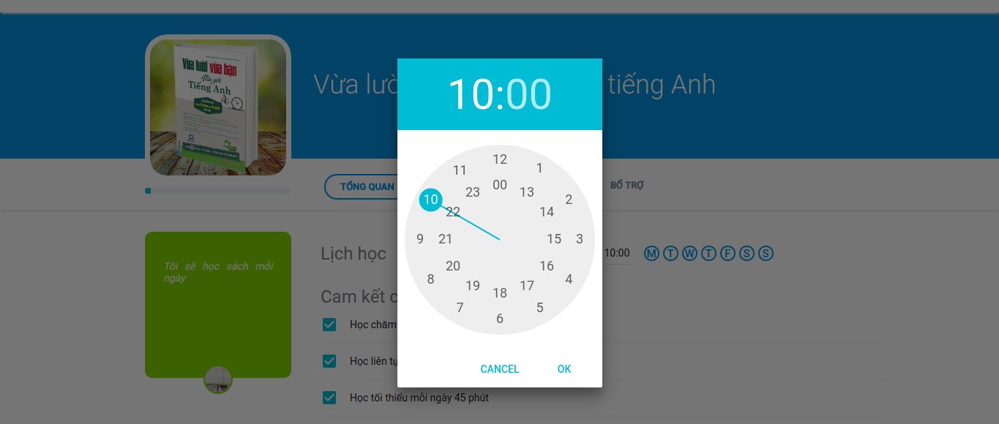 Vừa lười vừa bận
Vẫn giỏi
Tiếng Anh
Vừa lườ
tiếng Anh
10:00
12
11
1
00
23
13
10
2
22
14
9
21
15
3
20
16
8
19
17
4
18
7
5
6
CANCEL
OK
TỔNG QUAN
BỔ TRỢ
Tôi sẽ học sách mỗi
ngày
Lịch học
10:00
M T W T F S S
Cam kết c
Học chăm
Học liên tụ
Học tối thiểu mỗi ngày 45 phút